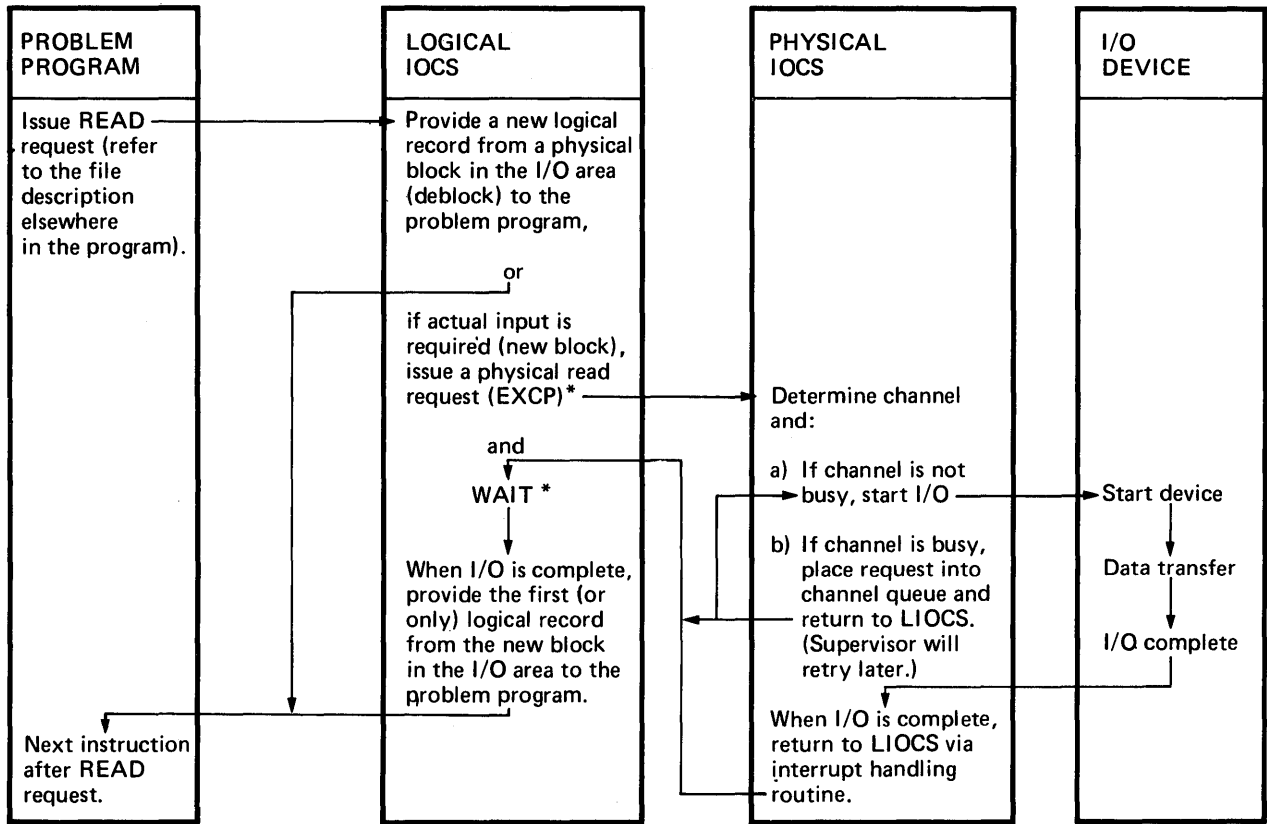 PROBLEM
PROGRAM
Issue READ
request (refer
to the file
description
elsewhere
in the program).
Next instruction
after READ
request.
LOGICAL
IOCS
Provide a new logical
record from a physical
block in the I/O area
(deblock) to the
problem program,
or
if actual input is
required (new block),
issue a physical read
request (EXCP)*
and
WAIT *
When I/O is complete,
provide the first (or
only) logical record
from the new block
in the I/O area to the
problem program.
PHYSICAL
IOCS
Determine channel
and:
a) If channel is not
busy, start I/O
b) If channel is busy,
place request into
channel queue and
return to LIOCS.
(Supervisor will
retry later.)
When I/O is complete,
return to LIOCS via
interrupt handling
routine.
I/O
DEVICE
Start device
Data transfer
I/O complete